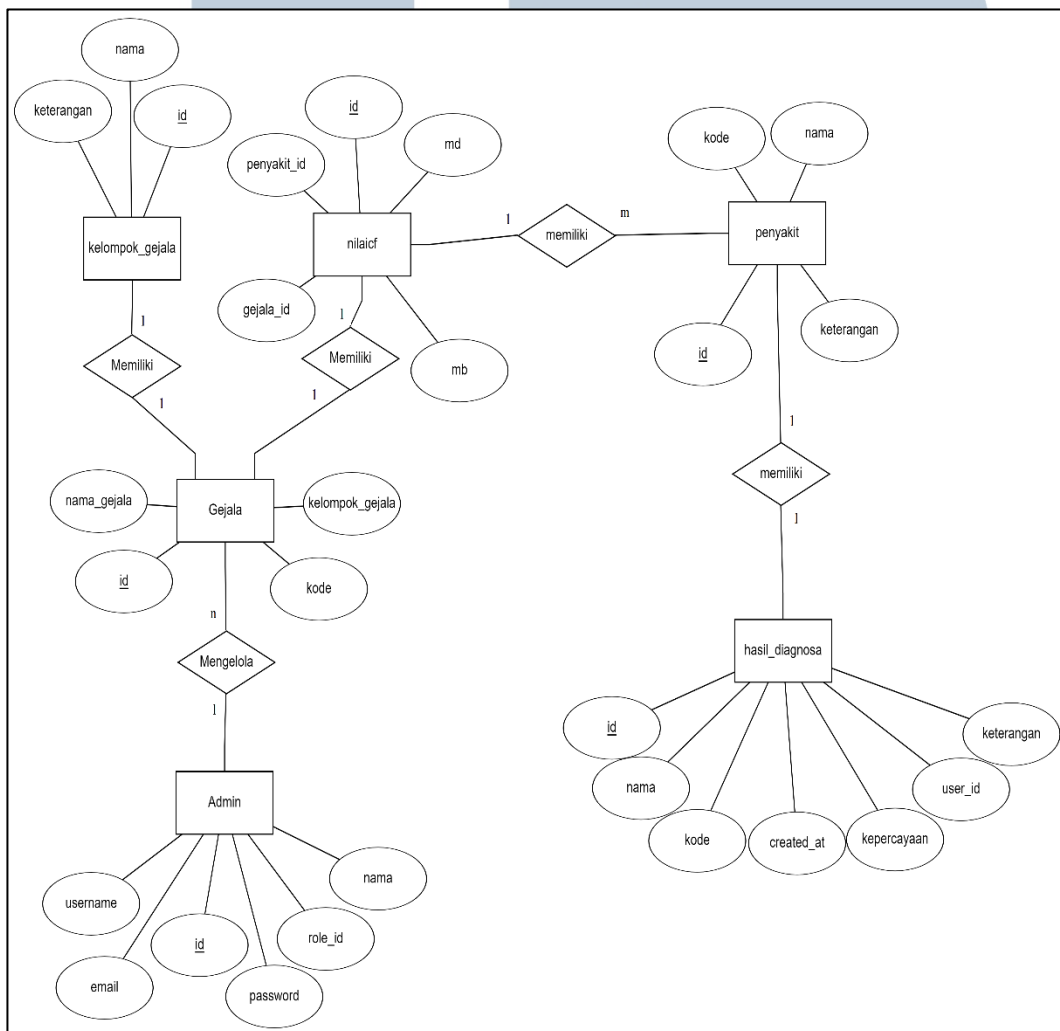 nama
keterangan
id
kelompok_gejala
1
Memiliki
1
id
penyakit_id
md
nilaicf
gejala_id
mb
1
Memiliki
1
1
memiliki
m
kode
nama
penyakit
id
keterangan
1
memiliki
1
nama_gejala
Gejala
kelompok_gejala
id
kode
n
Mengelola
1
Admin
username
email
id
password
role_id
nama
hasil_diagnosa
id
nama
kode
created_at
kepercayaan
user_id
keterangan